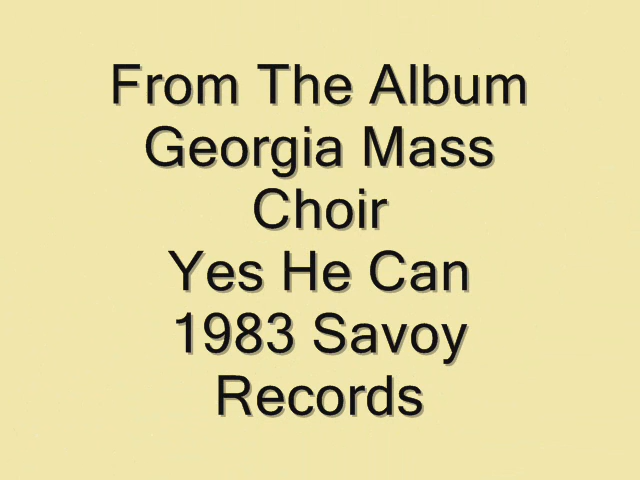 From The Album
Georgia Mass
Choir
Yes He Can
1983 Savoy
Records